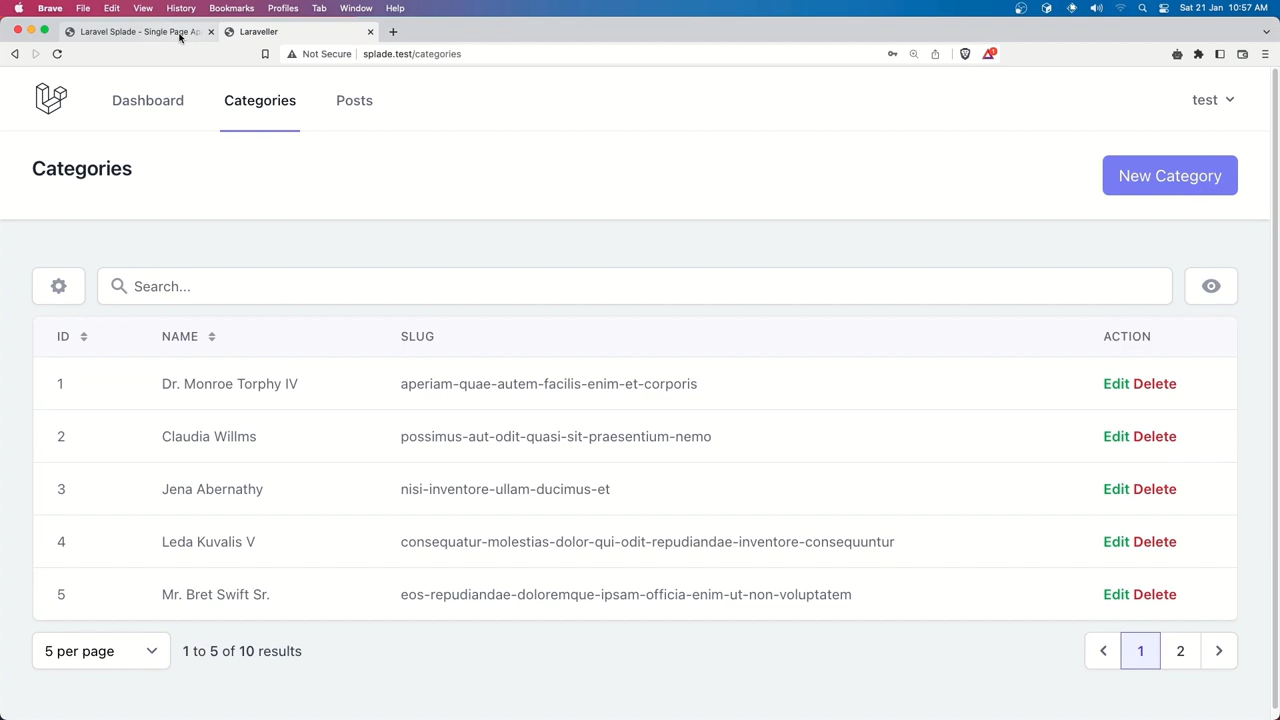 Brave File Edit View History Bookmarks Profiles Tab Window Help Sat 21 Jan 10:57 AM
Laravel Splade - Single Page Ap Laraveller
Not Secure splade.test/categories
Dashboard Categories Posts test
Categories
New Category
Search...
ID NAME SLUG ACTION
1 Dr. Monroe Torphy IV aperiam-quae-autem-facilis-enim-et-corporis Edit Delete
2 Claudia Willms possimus-aut-odit-quasi-sit-praesentium-nemo Edit Delete
3 Jena Abernathy nisi-inventore-ullam-ducimus-et Edit Delete
4 Leda Kuvalis V consequatur-molestias-dolor-qui-odit-repudiandae-inventore-consequuntur Edit Delete
5 Mr. Bret Swift Sr. eos-repudiandae-doloremque-ipsam-officia-enim-ut-non-voluptatem Edit Delete
5 per page 1 to 5 of 10 results 1 2